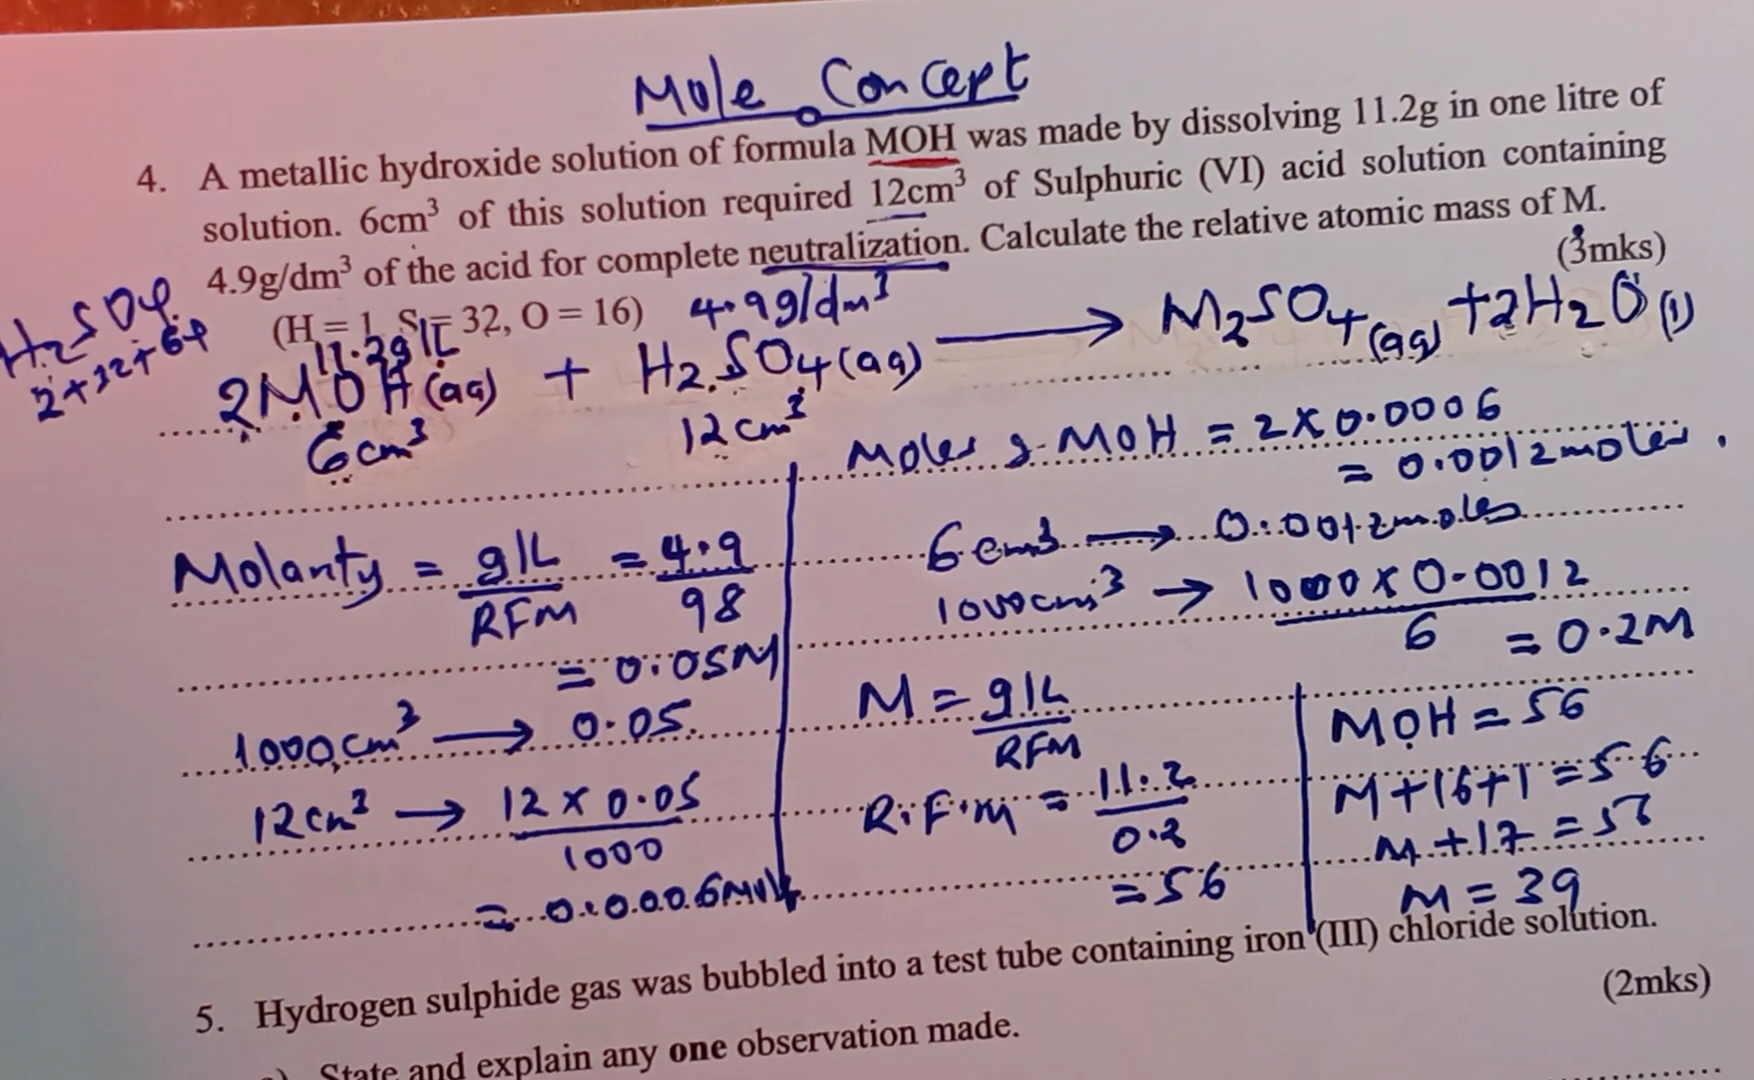 Mole Concept
4. A metallic hydroxide solution of formula MOH was made by dissolving 11.2g in one litre of
solution. 6cm³ of this solution required 12cm³ of Sulphuric (VI) acid solution containing
4.9g/dm³ of the acid for complete neutralization. Calculate the relative atomic mass of M.
(3mks)
(H = 1, S = 32, O = 16)
H2SO4
2+32+64
11.2g/L
4.9g/dm³
2MOH(aq) + H2SO4(aq) → M2SO4(aq) + 2H2O(l)
6cm³
12cm³
Molarity = g/L / RFM = 4.9 / 98
= 0.05M
1000cm³ → 0.05
12cm³ → 12 x 0.05 / 1000
= 0.0006 moles
Moles of MOH = 2 x 0.0006
= 0.0012 moles.
6cm³ → 0.0012 moles
1000cm³ → 1000 x 0.0012 / 6
= 0.2M
M = g/L / RFM
R.F.M = 11.2 / 0.2
= 56
MOH = 56
M+16+1 = 56
M+17 = 56
M = 39
5. Hydrogen sulphide gas was bubbled into a test tube containing iron (III) chloride solution.
(2mks)
State and explain any one observation made.